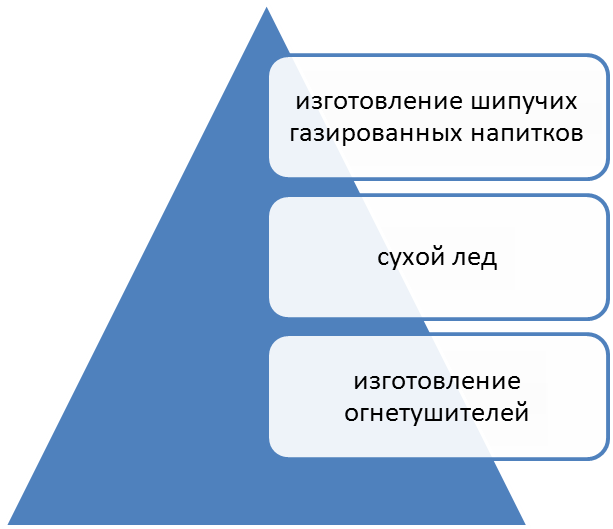 изготовление шипучих
газированных напитков
сухой лед
изготовление
огнетушителей